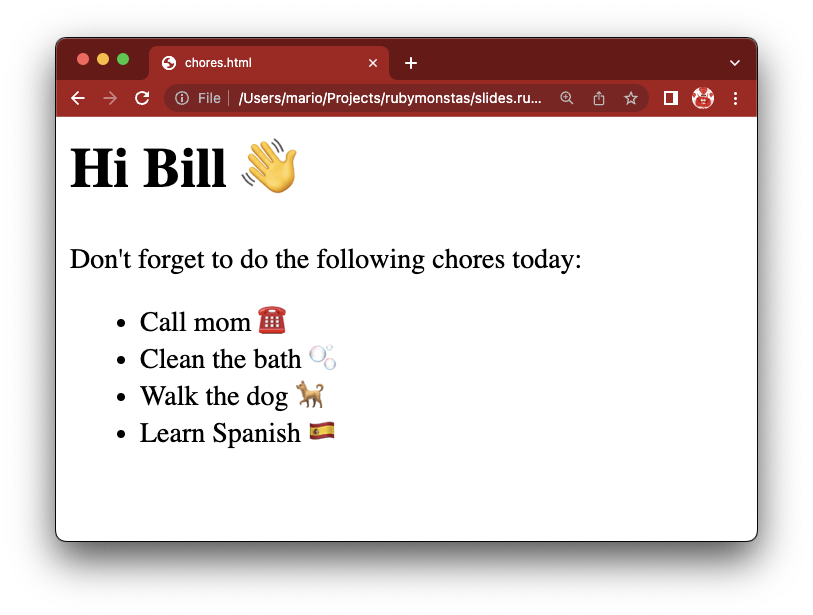 chores.html
File
/Users/mario/Projects/rubymonstas/slides.ru...
Hi Bill 👋
Don't forget to do the following chores today:
• Call mom ☎️
• Clean the bath 🫧
• Walk the dog 🐕
• Learn Spanish 🇪🇸